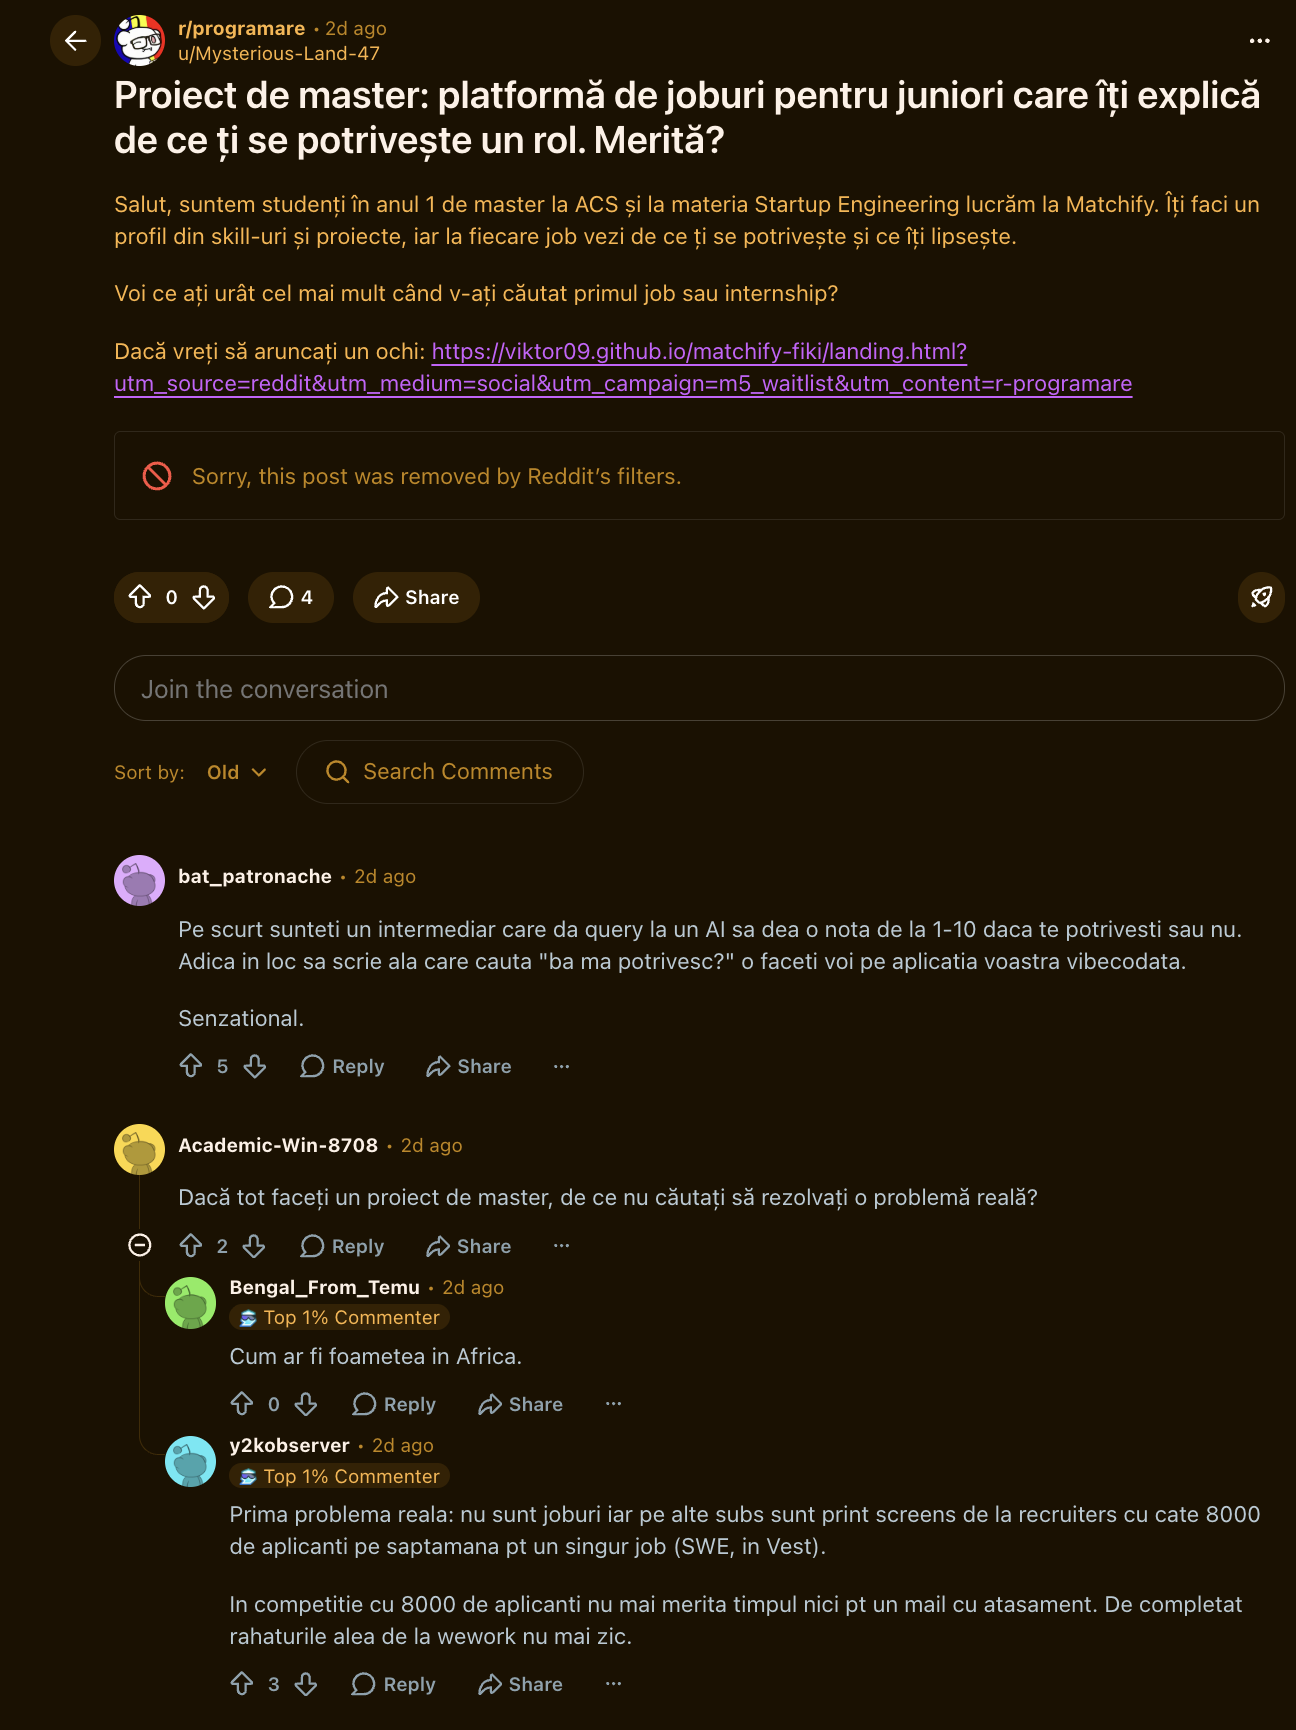 r/programare • 2d ago
u/Mysterious-Land-47
Proiect de master: platformă de joburi pentru juniori care îți explică
de ce ți se potrivește un rol. Merită?
Salut, suntem studenți în anul 1 de master la ACS și la materia Startup Engineering lucrăm la Matchify. Îți faci un
profil din skill-uri și proiecte, iar la fiecare job vezi de ce ți se potrivește și ce îți lipsește.
Voi ce ați urât cel mai mult când v-ați căutat primul job sau internship?
Dacă vreți să aruncați un ochi: https://viktor09.github.io/matchify-fiki/landing.html?
utm_source=reddit&utm_medium=social&utm_campaign=m5_waitlist&utm_content=r-programare
Sorry, this post was removed by Reddit’s filters.
0 4 Share
Join the conversation
Sort by: Old Search Comments
bat_patronache • 2d ago
Pe scurt sunteti un intermediar care da query la un AI sa dea o nota de la 1-10 daca te potrivesti sau nu.
Adica in loc sa scrie ala care cauta "ba ma potrivesc?" o faceti voi pe aplicatia voastra vibecodata.
Senzational.
5 Reply Share
Academic-Win-8708 • 2d ago
Dacă tot faceți un proiect de master, de ce nu căutați să rezolvați o problemă reală?
2 Reply Share
Bengal_From_Temu • 2d ago
Top 1% Commenter
Cum ar fi foametea in Africa.
0 Reply Share
y2kobserver • 2d ago
Top 1% Commenter
Prima problema reala: nu sunt joburi iar pe alte subs sunt print screens de la recruiters cu cate 8000
de aplicanti pe saptamana pt un singur job (SWE, in Vest).
In competitie cu 8000 de aplicanti nu mai merita timpul nici pt un mail cu atasament. De completat
rahaturile alea de la wework nu mai zic.
3 Reply Share